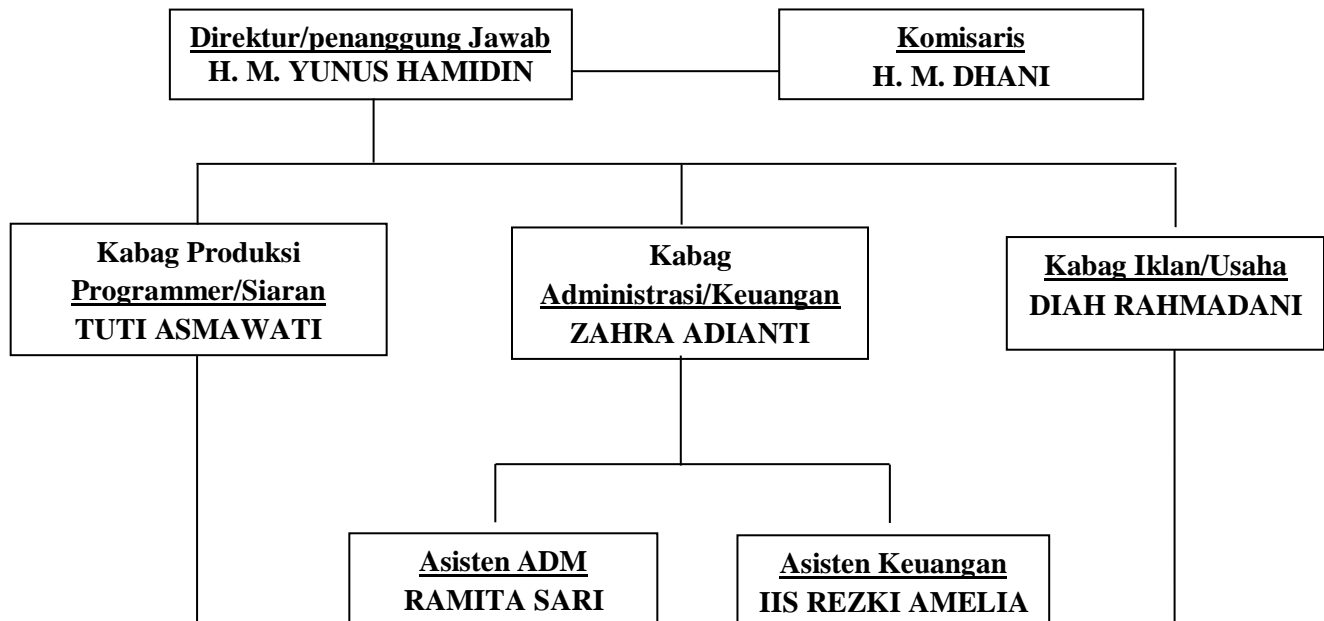 Direktur/penanggung Jawab
H. M. YUNUS HAMIDIN
Komisaris
H. M. DHANI
Kabag Produksi
Programmer/Siaran
TUTI ASMAWATI
Kabag
Administrasi/Keuangan
ZAHRA ADIANTI
Kabag Iklan/Usaha
DIAH RAHMADANI
Asisten ADM
RAMITA SARI
Asisten Keuangan
IIS REZKI AMELIA